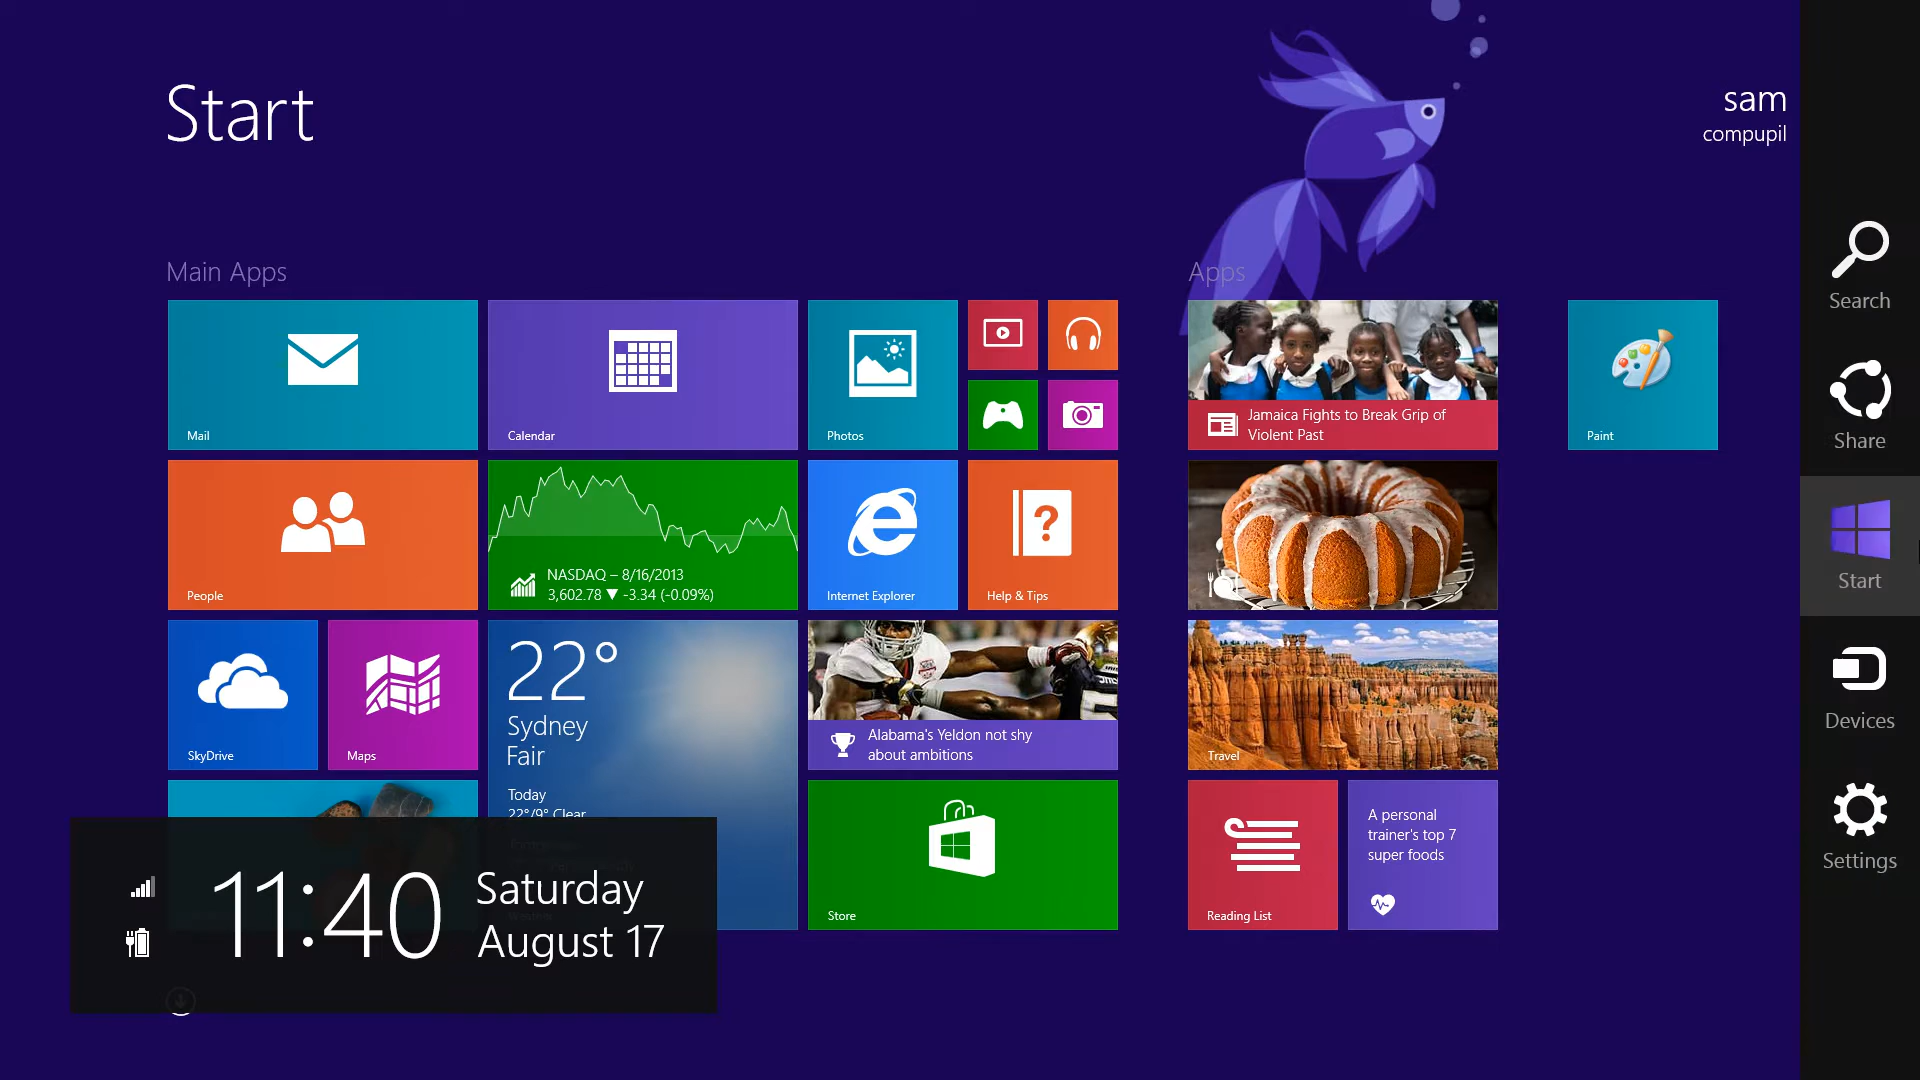 Start
sam
compupil
Main Apps
Apps
Mail
Calendar
Photos
Jamaica Fights to Break Grip of
Violent Past
Paint
People
NASDAQ – 8/16/2013
3,602.78 ▼ -3.34 (-0.09%)
Internet Explorer
Help & Tips
SkyDrive
Maps
22°
Sydney
Fair
Today
22°/9° Clear
Alabama's Yeldon not shy
about ambitions
Travel
Store
Reading List
A personal
trainer's top 7
super foods
11:40
Saturday
August 17
Search
Share
Start
Devices
Settings